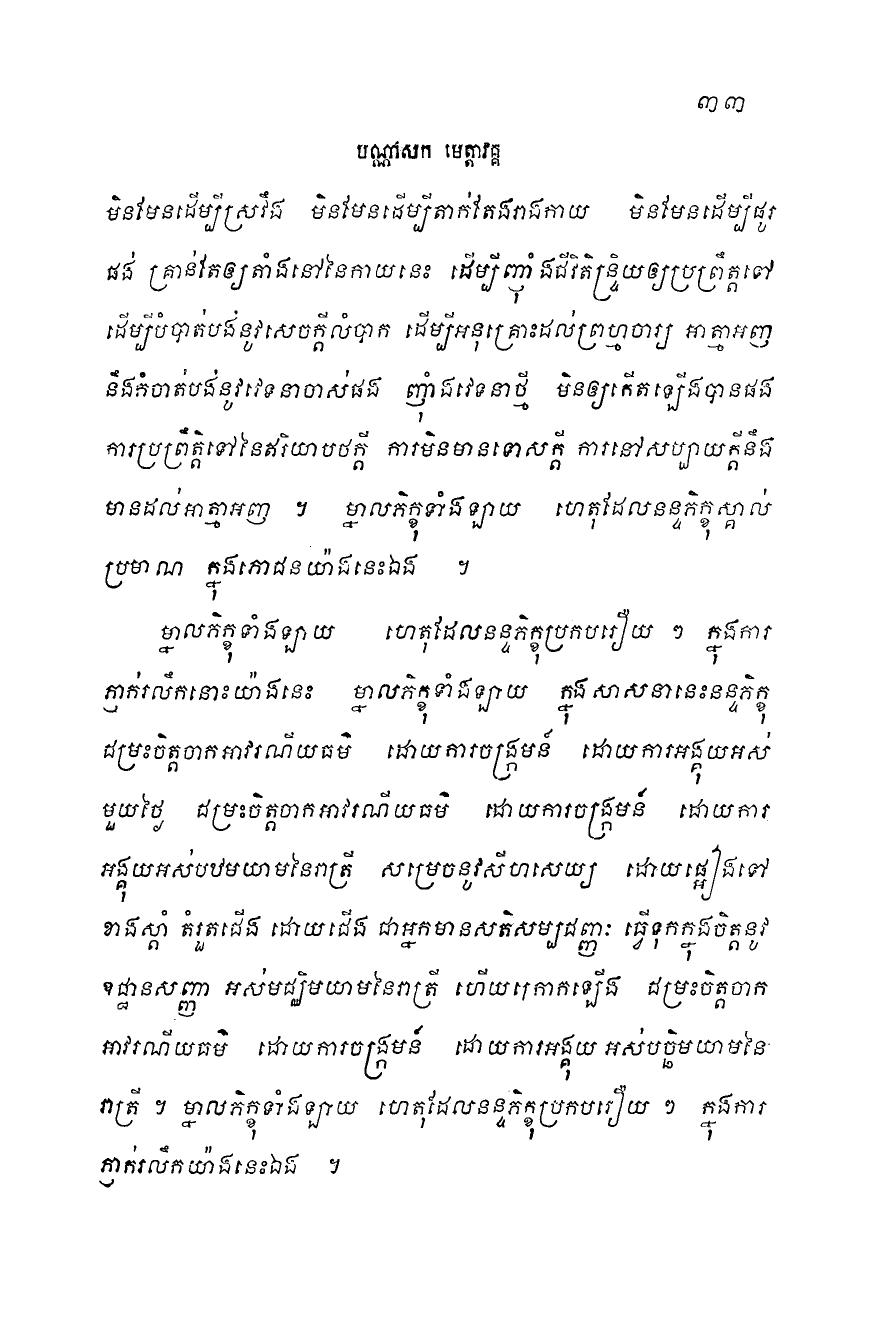 ៣៣
បណ្ណាសក មេត្តាវគ្គ
មិនមែនដើម្បីស្រវឹង មិនមែនដើម្បីតាក់តែងរាងកាយ មិនមែនដើម្បីផូរ
ផង់ គ្រាន់តែឲ្យតាំងនៅនៃកាយនេះ ដើម្បីញុំាងជីវិតិន្ទ្រិយឲ្យប្រព្រឹត្តទៅ
ដើម្បីបំបាត់បង់នូវសេចក្តីលំបាក ដើម្បីអនុគ្រោះដល់ព្រហ្មចារ្យ អាត្មាអញ
នឹងកំចាត់បង់នូវវេទនាចាស់ផង ញុំាងវេទនាថ្មី មិនឲ្យកើតឡើងបានផង
ការប្រព្រឹត្តិទៅនៃឥរិយាបថក្តី ការមិនមានទោសក្តី ការនៅសប្បាយក្តីនឹង
មានដល់អាត្មាអញ ។ ម្នាលភិក្ខុទាំងឡាយ ហេតុដែលនន្ទភិក្ខុស្គាល់
ប្រមាណ ក្នុងភោជនយ៉ាងនេះឯង ។
ម្នាលភិក្ខុទាំងឡាយ ហេតុដែលនន្ទភិក្ខុប្រកបរឿយ ៗ ក្នុងការ
ភ្ញាក់រលឹកនោះយ៉ាងនេះ ម្នាលភិក្ខុទាំងឡាយ ក្នុងសាសនានេះនន្ទភិក្ខុ
ជម្រះចិត្តចាកអាវរណីយធម៌ ដោយការចង្ក្រមន៍ ដោយការអង្គុយអស់
មួយថ្ងៃ ជម្រះចិត្តចាកអាវរណីយធម៌ ដោយការចង្ក្រមន៍ ដោយការ
អង្គុយអស់បឋមយាមនៃរាត្រី សម្រេចនូវសីហសេយ្យ ដោយផ្អៀងទៅ
ខាងស្តាំ តំរួតជើង ដោយជើង ជាអ្នកមានសតិសម្បជញ្ញៈ ធ្វើទុកក្នុងចិត្តនូវ
ឧដ្ឋានសញ្ញា អស់មជ្ឈិមយាមនៃរាត្រី ហើយក្រោកឡើង ជម្រះចិត្តចាក
អាវរណីយធម៌ ដោយការចង្ក្រមន៍ ដោយការអង្គុយ អស់បច្ឆិមយាមនៃ
រាត្រី ។ ម្នាលភិក្ខុទាំងឡាយ ហេតុដែលនន្ទភិក្ខុប្រកបរឿយ ៗ ក្នុងការ
ភ្ញាក់រលឹកយ៉ាងនេះឯង ។